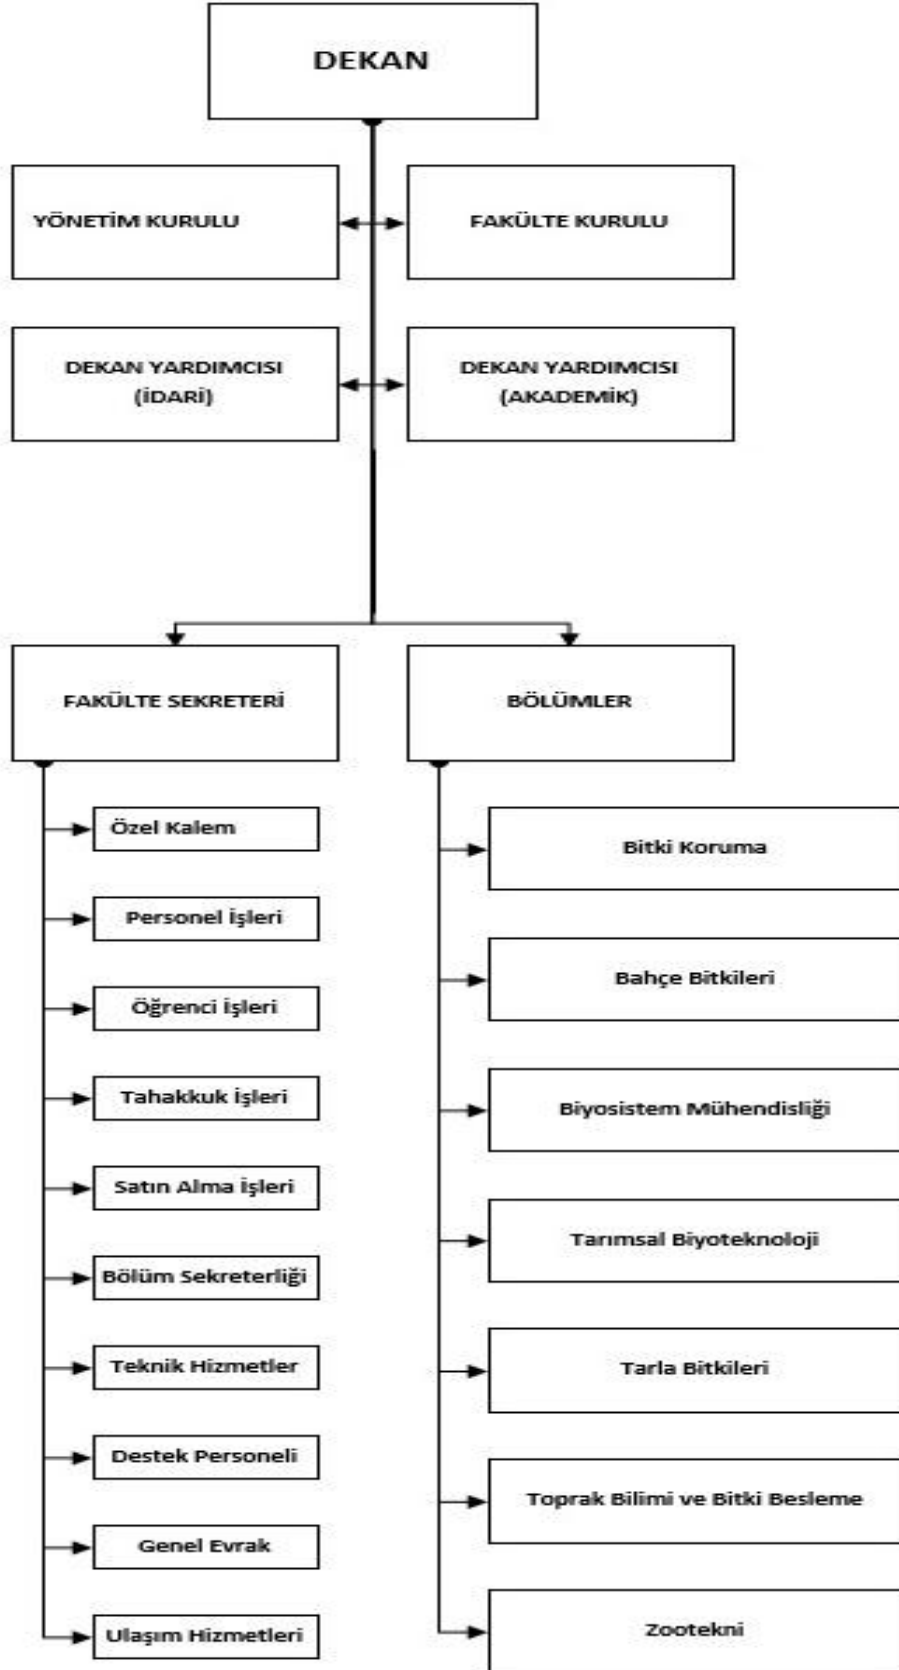 DEKAN
YÖNETİM KURULU
FAKÜLTE KURULU
DEKAN YARDIMCISI
(İDARİ)
DEKAN YARDIMCISI
(AKADEMİK)
FAKÜLTE SEKRETERİ
Özel Kalem
Personel İşleri
Öğrenci İşleri
Tahakkuk İşleri
Satın Alma İşleri
Bölüm Sekreterliği
Teknik Hizmetler
Destek Personeli
Genel Evrak
Ulaşım Hizmetleri
BÖLÜMLER
Bitki Koruma
Bahçe Bitkileri
Biyosistem Mühendisliği
Tarımsal Biyoteknoloji
Tarla Bitkileri
Toprak Bilimi ve Bitki Besleme
Zootekni